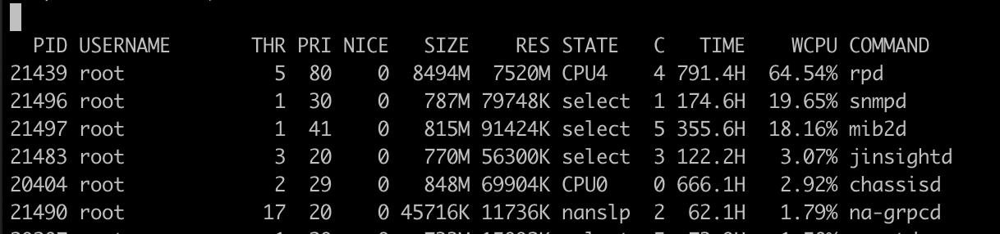 PID USERNAME THR PRI NICE SIZE RES STATE C TIME WCPU COMMAND
21439 root 5 80 0 8494M 7520M CPU4 4 791.4H 64.54% rpd
21496 root 1 30 0 787M 79748K select 1 174.6H 19.65% snmpd
21497 root 1 41 0 815M 91424K select 5 355.6H 18.16% mib2d
21483 root 3 20 0 770M 56300K select 3 122.2H 3.07% jinsightd
20404 root 2 29 0 848M 69904K CPU0 0 666.1H 2.92% chassisd
21490 root 17 20 0 45716K 11736K nanslp 2 62.1H 1.79% na-grpcd